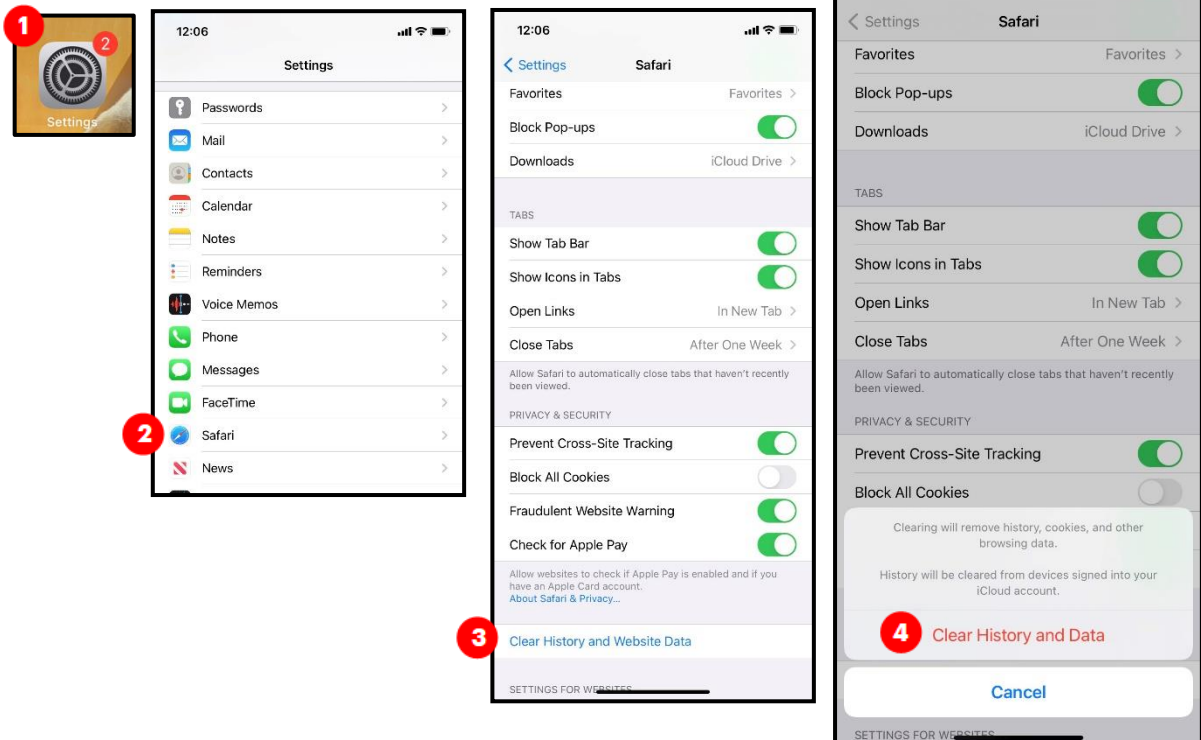 1
2
Settings
12:06
Settings
Passwords
Mail
Contacts
Calendar
Notes
Reminders
Voice Memos
Phone
Messages
FaceTime
2
Safari
News
12:06
Settings
Safari
Favorites
Favorites
Block Pop-ups
Downloads
iCloud Drive
TABS
Show Tab Bar
Show Icons in Tabs
Open Links
In New Tab
Close Tabs
After One Week
Allow Safari to automatically close tabs that haven't recently
been viewed.
PRIVACY & SECURITY
Prevent Cross-Site Tracking
Block All Cookies
Fraudulent Website Warning
Check for Apple Pay
Allow websites to check if Apple Pay is enabled and if you
have an Apple Card account.
About Safari & Privacy...
3
Clear History and Website Data
SETTINGS FOR WEBSITES
Settings
Safari
Favorites
Favorites
Block Pop-ups
Downloads
iCloud Drive
TABS
Show Tab Bar
Show Icons in Tabs
Open Links
In New Tab
Close Tabs
After One Week
Allow Safari to automatically close tabs that haven't recently
been viewed.
PRIVACY & SECURITY
Prevent Cross-Site Tracking
Block All Cookies
Clearing will remove history, cookies, and other
browsing data.
History will be cleared from devices signed into your
iCloud account.
4
Clear History and Data
Cancel
SETTINGS FOR WEBSITES